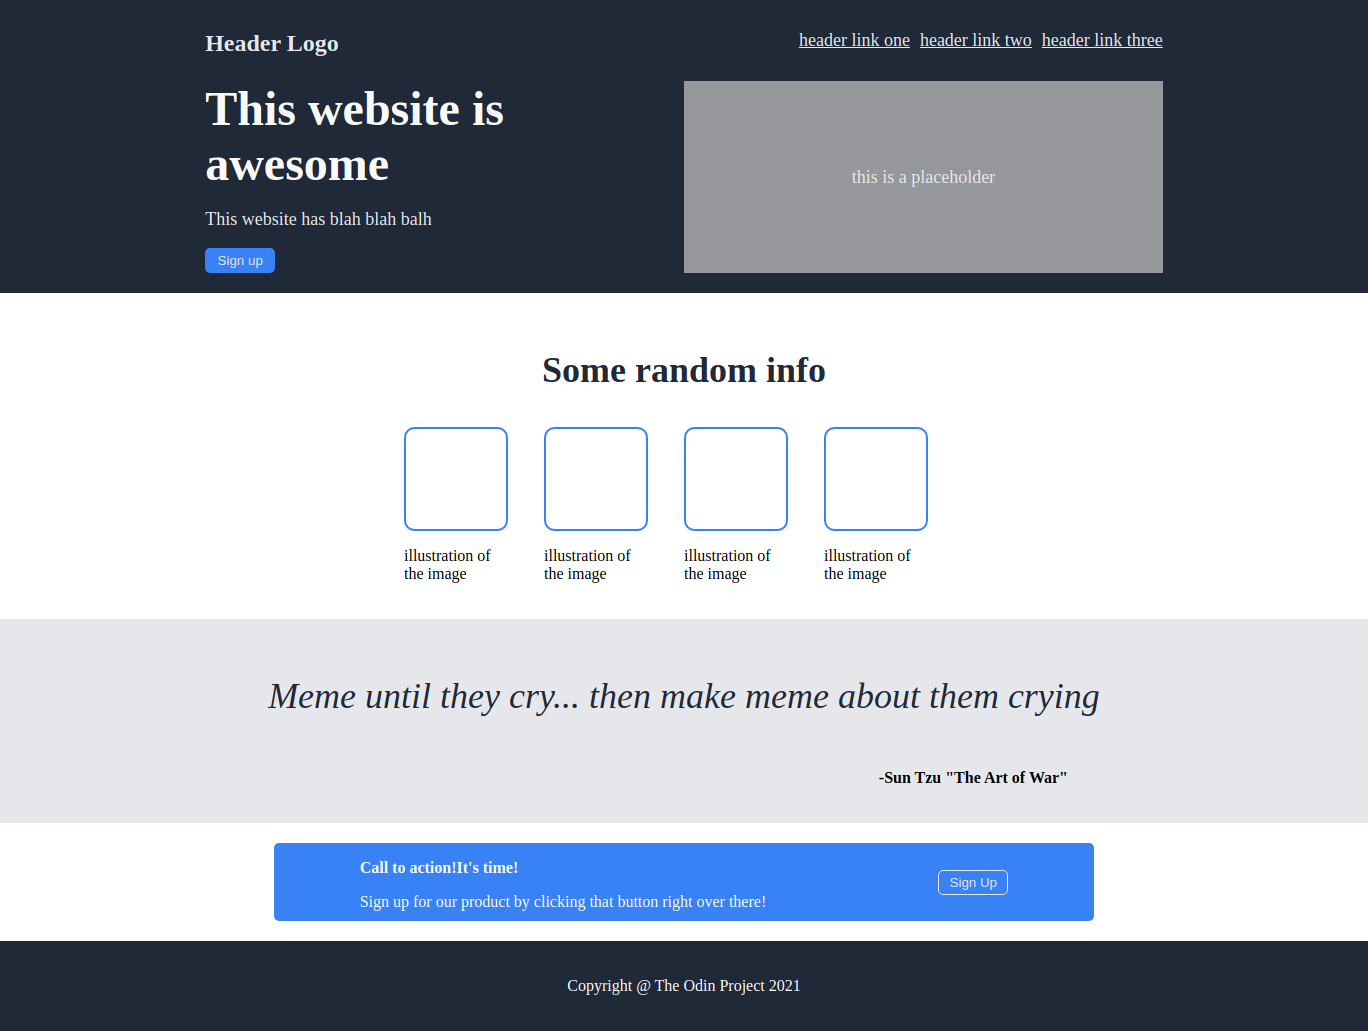 Header Logo
header link one header link two header link three
This website is
awesome
This website has blah blah balh
Sign up
this is a placeholder
Some random info
illustration of
the image
illustration of
the image
illustration of
the image
illustration of
the image
Meme until they cry... then make meme about them crying
-Sun Tzu "The Art of War"
Call to action!It's time!
Sign up for our product by clicking that button right over there!
Sign Up
Copyright @ The Odin Project 2021